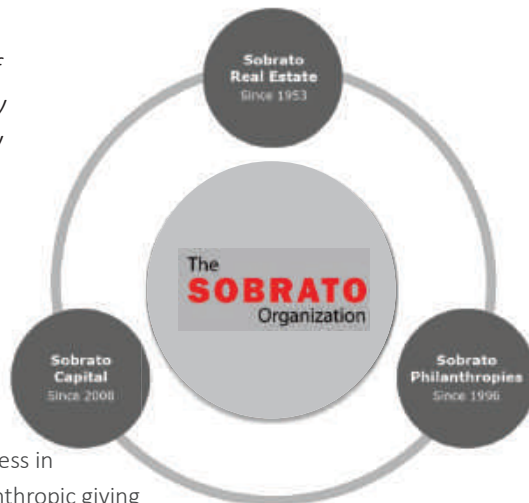 Sobrato
Real Estate
Since 1953
The
SOBRATO
Organization
Sobrato
Capital
Since 2008
Sobrato
Philanthropies
Since 1996
ess in
nthropic giving